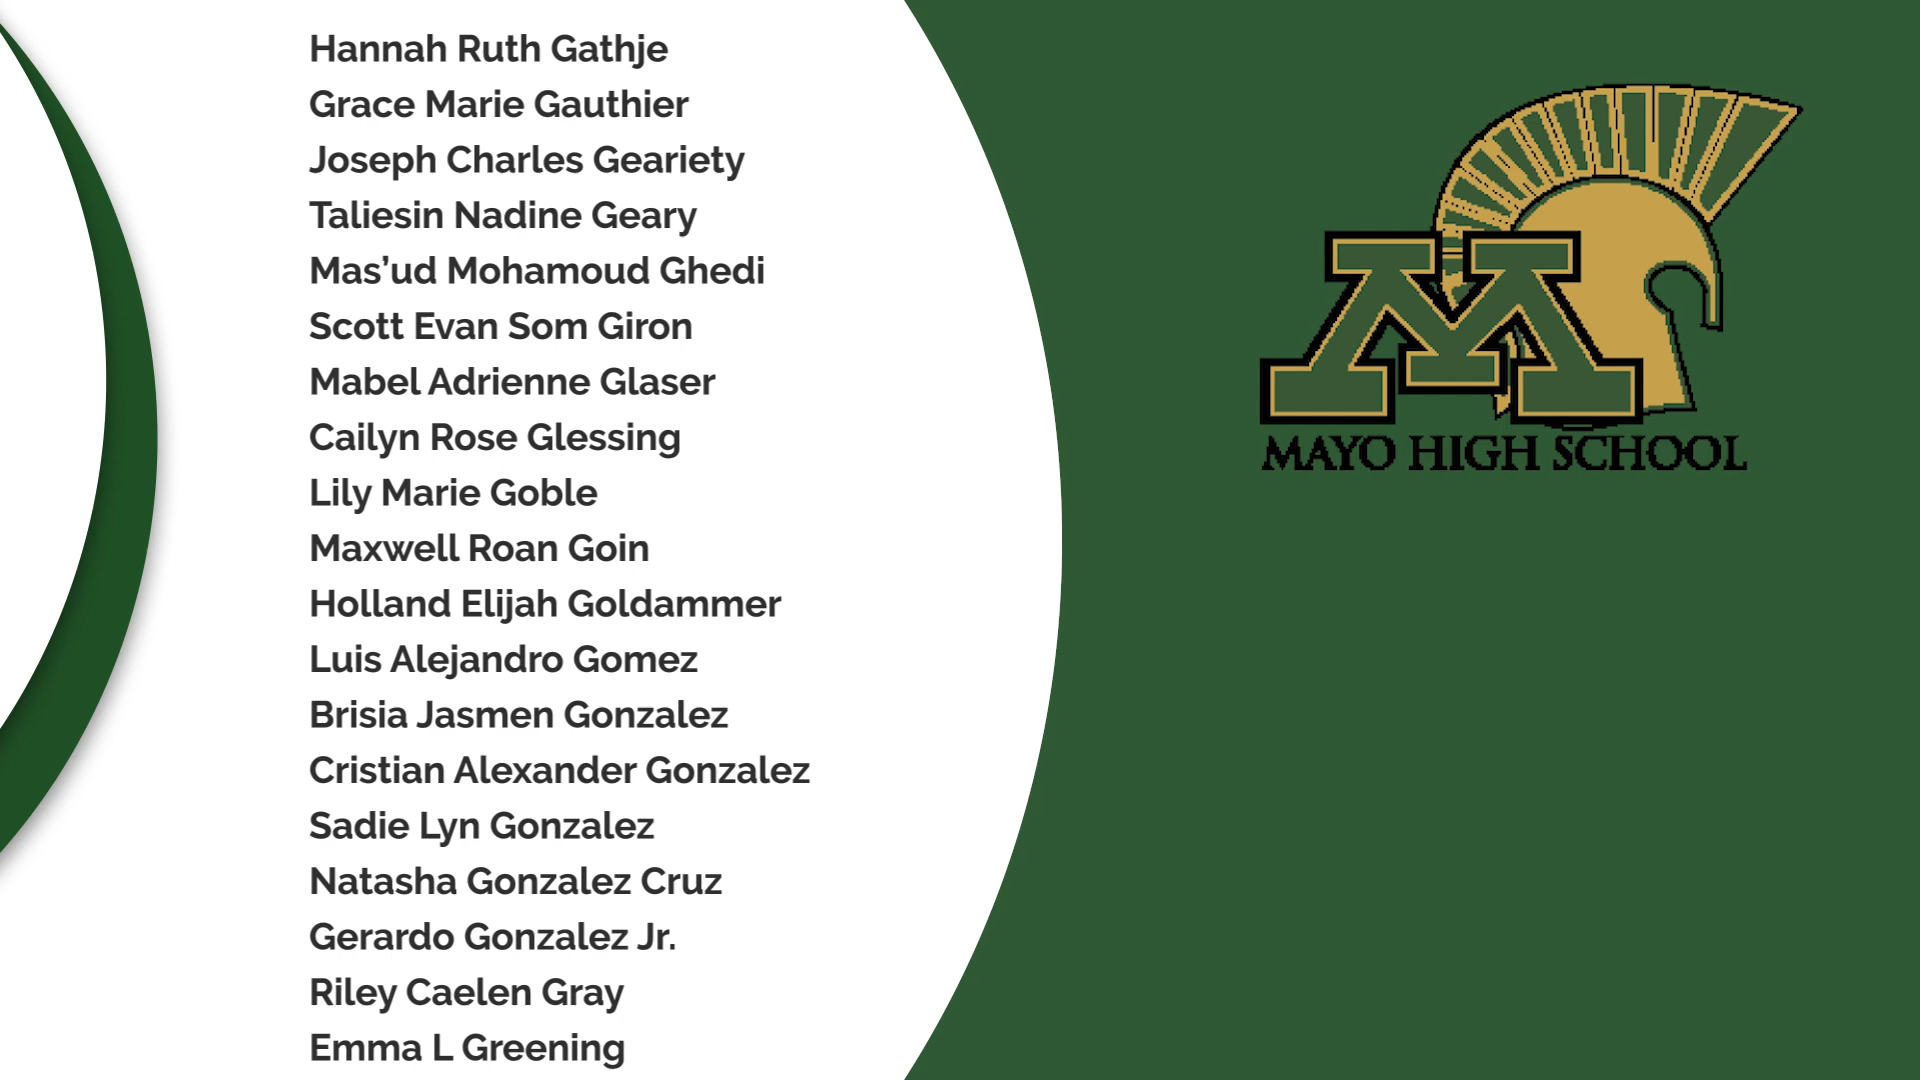 Hannah Ruth Gathje
Grace Marie Gauthier
Joseph Charles Geariety
Taliesin Nadine Geary
Mas’ud Mohamoud Ghedi
Scott Evan Som Giron
Mabel Adrienne Glaser
Cailyn Rose Glessing
Lily Marie Goble
Maxwell Roan Goin
Holland Elijah Goldammer
Luis Alejandro Gomez
Brisia Jasmen Gonzalez
Cristian Alexander Gonzalez
Sadie Lyn Gonzalez
Natasha Gonzalez Cruz
Gerardo Gonzalez Jr.
Riley Caelen Gray
Emma L Greening
M
MAYO HIGH SCHOOL